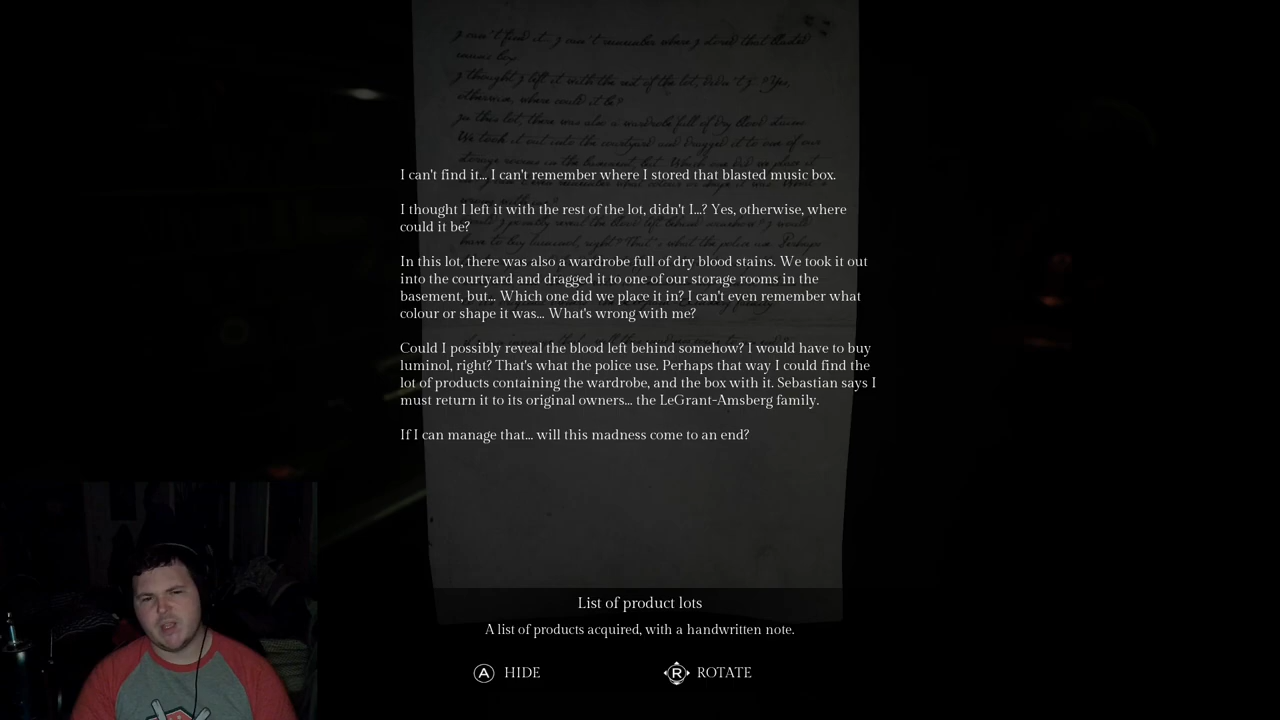 I can't find it... I can't remember where I stored that blasted music box.
I thought I left it with the rest of the lot, didn't I...? Yes, otherwise, where
could it be?
In this lot, there was also a wardrobe full of dry blood stains. We took it out
into the courtyard and dragged it to one of our storage rooms in the
basement, but... Which one did we place it in? I can't even remember what
colour or shape it was... What's wrong with me?
Could I possibly reveal the blood left behind somehow? I would have to buy
luminol, right? That's what the police use. Perhaps that way I could find the
lot of products containing the wardrobe, and the box with it. Sebastian says I
must return it to its original owners... the LeGrant-Amsberg family.
If I can manage that... will this madness come to an end?
List of product lots
A list of products acquired, with a handwritten note.
A HIDE
R ROTATE